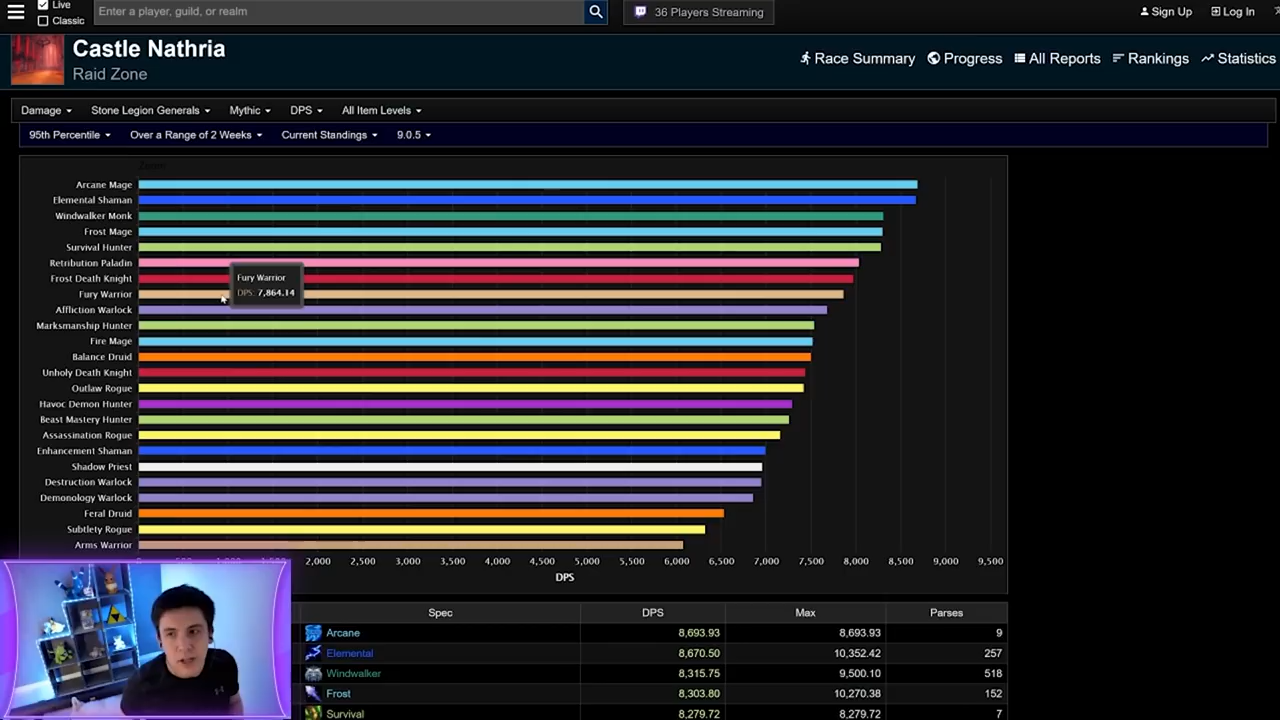 Live
Classic
Enter a player, guild, or realm
36 Players Streaming
Sign Up
Log In
Castle Nathria
Raid Zone
Race Summary
Progress
All Reports
Rankings
Statistics
Damage
Stone Legion Generals
Mythic
DPS
All Item Levels
95th Percentile
Over a Range of 2 Weeks
Current Standings
9.0.5
Arcane Mage
Elemental Shaman
Windwalker Monk
Frost Mage
Survival Hunter
Retribution Paladin
Frost Death Knight
Fury Warrior
Fury Warrior
DPS: 7,864.14
Affliction Warlock
Marksmanship Hunter
Fire Mage
Balance Druid
Unholy Death Knight
Outlaw Rogue
Havoc Demon Hunter
Beast Mastery Hunter
Assassination Rogue
Enhancement Shaman
Shadow Priest
Destruction Warlock
Demonology Warlock
Feral Druid
Subtlety Rogue
Arms Warrior
2,000 2,500 3,000 3,500 4,000 4,500 5,000 5,500 6,000 6,500 7,000 7,500 8,000 8,500 9,000 9,500
DPS
Spec DPS Max Parses
Arcane 8,693.93 8,693.93 9
Elemental 8,670.50 10,352.42 257
Windwalker 8,315.75 9,500.10 518
Frost 8,303.80 10,270.38 152
Survival 8,279.72 8,279.72 7